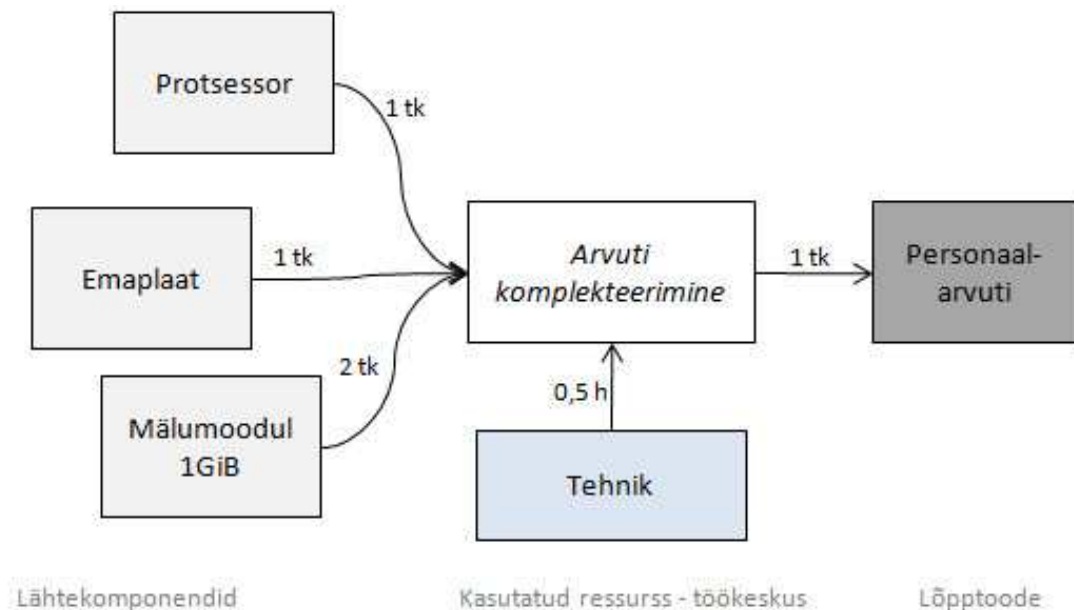 Protsessor
1 tk
Emaplaat
1 tk
Mälumoodul
1GiB
2 tk
Arvuti
komplekteerimine
1 tk
Personaal-
arvuti
0,5 h
Tehnik
Lähtekomponendid
Kasutatud ressurss - töökeskus
Lõpptoode